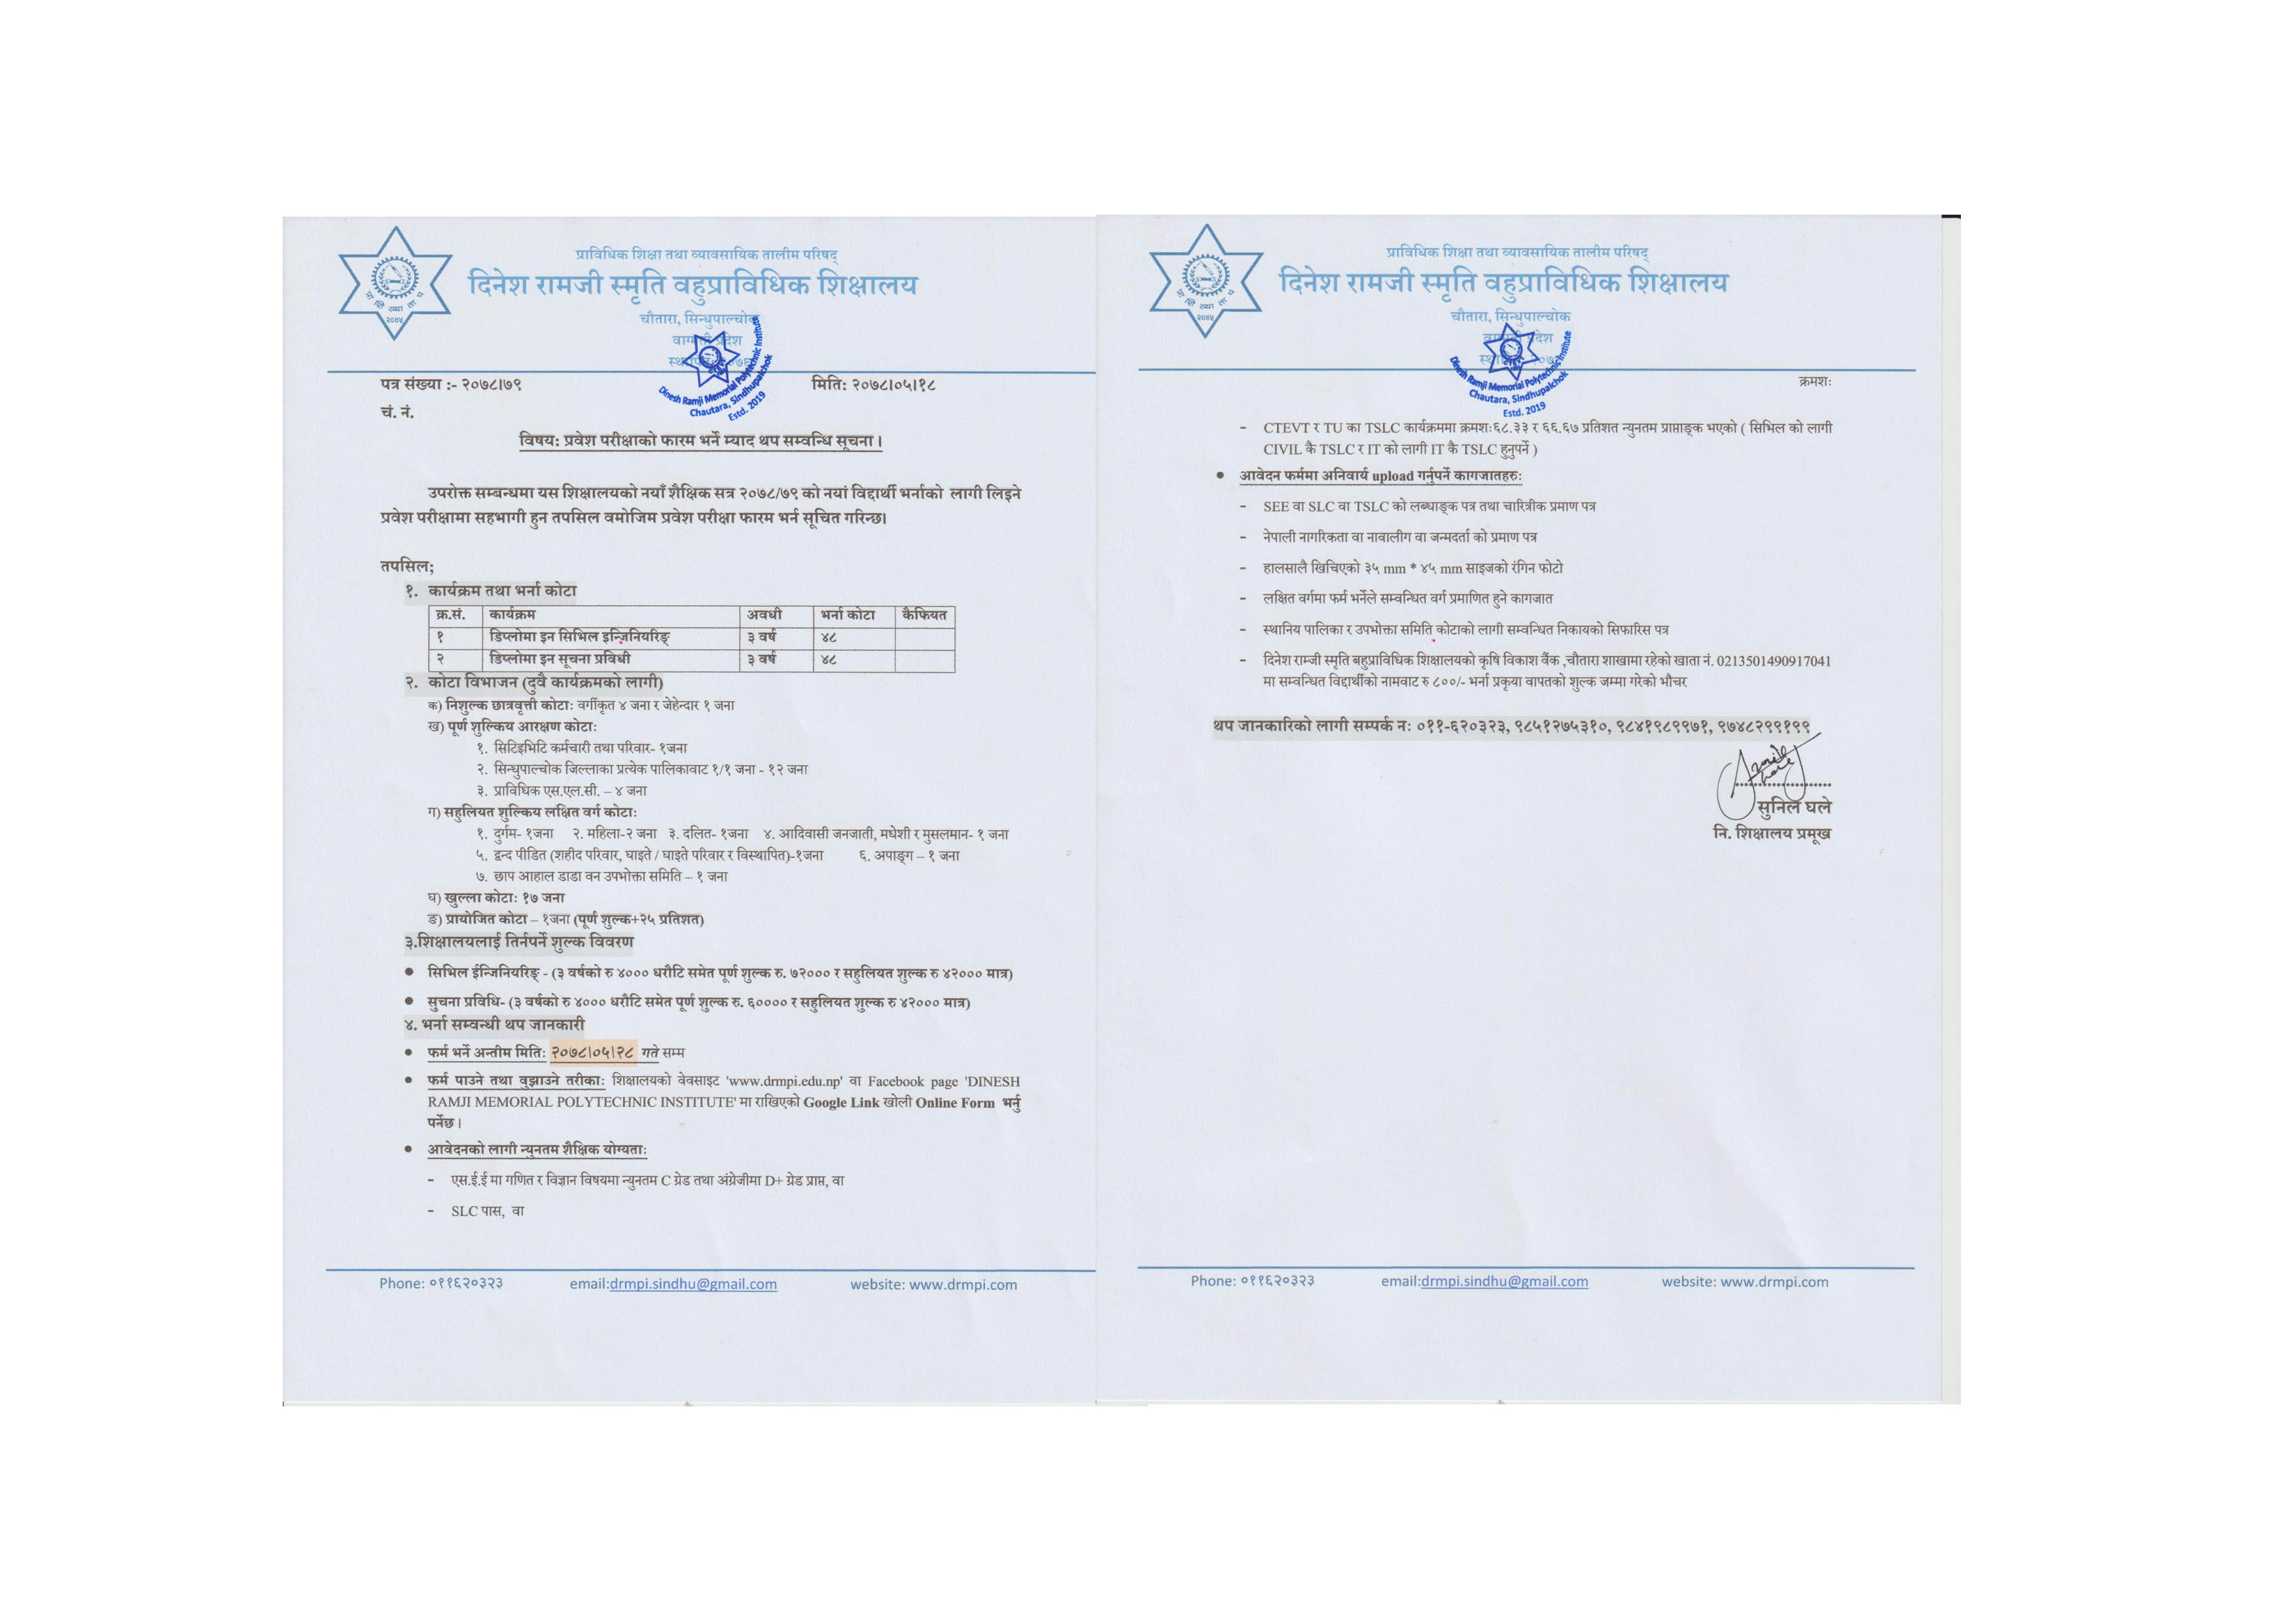 प्राविधिक शिक्षा तथा व्यावसायिक तालीम परिषद्
दिनेश रामजी स्मृति वहुप्राविधिक शिक्षालय
चौतारा, सिन्धुपाल्चोक
प्रदेश
२०४५
Dinesh Ramji Memorial Polytechnic Institute
Chautara, Sindhupalchok
Estd. 2019
पत्र संख्या :- २०७८।७९
मिति: २०७८।०५।१८
चं. नं.
विषय: प्रवेश परीक्षाको फारम भर्ने म्याद थप सम्वन्धि सूचना ।
उपरोक्त सम्बन्धमा यस शिक्षालयको नयाँ शैक्षिक सत्र २०७८/७९ को नयां विद्दार्थी भर्नाको लागी लिइने
प्रवेश परीक्षामा सहभागी हुन तपसिल वमोजिम प्रवेश परीक्षा फारम भर्न सूचित गरिन्छ।
तपसिल;
१. कार्यक्रम तथा भर्ना कोटा
क्र.सं. कार्यक्रम अवधी भर्ना कोटा कैफियत
१ डिप्लोमा इन सिभिल इन्जिनियरिङ् ३ वर्ष ४८
२ डिप्लोमा इन सूचना प्रविधी ३ वर्ष ४८
२. कोटा विभाजन (दुवै कार्यक्रमको लागी)
क) निशुल्क छात्रवृत्ती कोटा: वर्गीकृत ४ जना र जेहेन्दार १ जना
ख) पूर्ण शुल्किय आरक्षण कोटा:
१. सिटिइभिटि कर्मचारी तथा परिवार- १जना
२. सिन्धुपाल्चोक जिल्लाका प्रत्येक पालिकावाट १/१ जना - १२ जना
३. प्राविधिक एस.एल.सी. – ४ जना
ग) सहुलियत शुल्किय लक्षित वर्ग कोटा:
१. दुर्गम- १जना २. महिला-२ जना ३. दलित- १जना ४. आदिवासी जनजाती, मधेशी र मुसलमान- १ जना
५. द्वन्द पीडित (शहीद परिवार, घाइते / घाइते परिवार र विस्थापित)-१जना ६. अपाङ्ग – १ जना
७. छाप आहाल डाडा वन उपभोक्ता समिति – १ जना
घ) खुल्ला कोटा: १७ जना
ङ) प्रायोजित कोटा – १जना (पूर्ण शुल्क+२५ प्रतिशत)
३.शिक्षालयलाई तिर्नपर्ने शुल्क विवरण
• सिभिल ईन्जिनियरिङ् - (३ वर्षको रु ४००० धरौटि समेत पूर्ण शुल्क रु. ७२००० र सहुलियत शुल्क रु ४२००० मात्र)
• सुचना प्रविधि- (३ वर्षको रु ४००० धरौटि समेत पूर्ण शुल्क रु. ६०००० र सहुलियत शुल्क रु ४२००० मात्र)
४. भर्ना सम्वन्धी थप जानकारी
• फर्म भर्ने अन्तीम मिति: २०७८।०५।२८ गते सम्म
• फर्म पाउने तथा वुझाउने तरीका: शिक्षालयको वेवसाइट 'www.drmpi.edu.np' वा Facebook page 'DINESH
RAMJI MEMORIAL POLYTECHNIC INSTITUTE' मा राखिएको Google Link खोली Online Form भर्नु
पर्नेछ ।
• आवेदनको लागी न्युनतम शैक्षिक योग्यता:
- एस.ई.ई मा गणित र विज्ञान विषयमा न्युनतम C ग्रेड तथा अंग्रेजीमा D+ ग्रेड प्राप्त, वा
- SLC पास, वा
Phone: ०११६२०३२३ email:drmpi.sindhu@gmail.com website: www.drmpi.com
प्राविधिक शिक्षा तथा व्यावसायिक तालीम परिषद्
दिनेश रामजी स्मृति वहुप्राविधिक शिक्षालय
चौतारा, सिन्धुपाल्चोक
प्रदेश
२०४५
Dinesh Ramji Memorial Polytechnic Institute
Chautara, Sindhupalchok
Estd. 2019
क्रमश:
- CTEVT र TU का TSLC कार्यक्रममा क्रमश:६८.३३ र ६६.६७ प्रतिशत न्युनतम प्राप्ताङ्क भएको ( सिभिल को लागी
CIVIL कै TSLC र IT को लागी IT कै TSLC हुनुपर्ने )
• आवेदन फर्ममा अनिवार्य upload गर्नुपर्ने कागजातहरु:
- SEE वा SLC वा TSLC को लब्धाङ्क पत्र तथा चारित्रीक प्रमाण पत्र
- नेपाली नागरिकता वा नावालीग वा जन्मदर्ता को प्रमाण पत्र
- हालसालै खिचिएको ३५ mm * ४५ mm साइजको रंगिन फोटो
- लक्षित वर्गमा फर्म भर्नेले सम्वन्धित वर्ग प्रमाणित हुने कागजात
- स्थानिय पालिका र उपभोक्ता समिति कोटाको लागी सम्वन्धित निकायको सिफारिस पत्र
- दिनेश राम्जी स्मृति बहुप्राविधिक शिक्षालयको कृषि विकाश वैंक ,चौतारा शाखामा रहेको खाता नं. 0213501490917041
मा सम्वन्धित विद्दार्थीको नामवाट रु ८००/- भर्ना प्रकृया वापतको शुल्क जम्मा गरेको भौचर
थप जानकारिको लागी सम्पर्क न: ०११-६२०३२३, ९८५१२७५३१०, ९८४१९८९९७१, ९७४८२९९१९९
सुनिल घले
नि. शिक्षालय प्रमूख
Phone: ०११६२०३२३ email:drmpi.sindhu@gmail.com website: www.drmpi.com